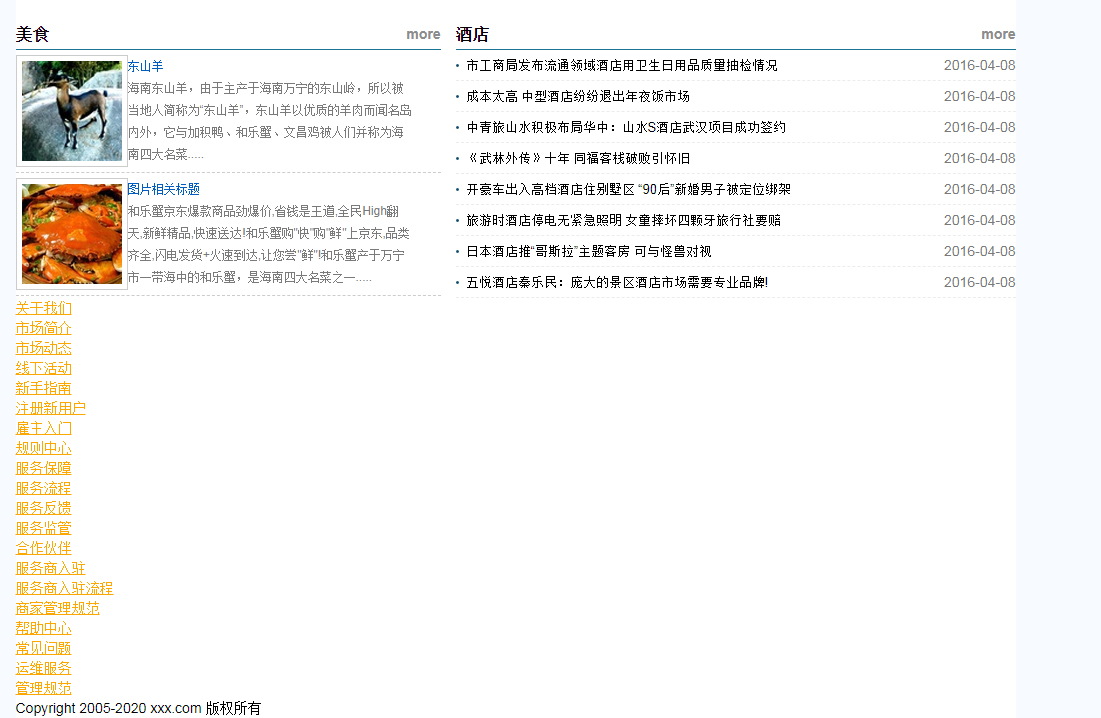 美食 more
东山羊
海南东山羊，由于主产于海南万宁的东山岭，所以被
当地人简称为“东山羊”，东山羊以优质的羊肉而闻名岛
内外，它与加积鸭、和乐蟹、文昌鸡被人们并称为海
南四大名菜.....
图片相关标题
和乐蟹京东爆款商品劲爆价,省钱是王道,全民High翻
天,新鲜精品,快速送达!和乐蟹购"快"购"鲜"上京东,品类
齐全,闪电发货+火速到达,让您尝"鲜"!和乐蟹产于万宁
市一带海中的和乐蟹，是海南四大名菜之一.....
酒店 more
市工商局发布流通领域酒店用卫生日用品质量抽检情况 2016-04-08
成本太高 中型酒店纷纷退出年夜饭市场 2016-04-08
中青旅山水积极布局华中：山水S酒店武汉项目成功签约 2016-04-08
《武林外传》十年 同福客栈破败引怀旧 2016-04-08
开豪车出入高档酒店住别墅区 “90后”新婚男子被定位绑架 2016-04-08
旅游时酒店停电无紧急照明 女童摔坏四颗牙旅行社要赔 2016-04-08
日本酒店推“哥斯拉”主题客房 可与怪兽对视 2016-04-08
五悦酒店秦乐民：庞大的景区酒店市场需要专业品牌! 2016-04-08
关于我们
市场简介
市场动态
线下活动
新手指南
注册新用户
雇主入门
规则中心
服务保障
服务流程
服务反馈
服务监管
合作伙伴
服务商入驻
服务商入驻流程
商家管理规范
帮助中心
常见问题
运维服务
管理规范
Copyright 2005-2020 xxx.com 版权所有